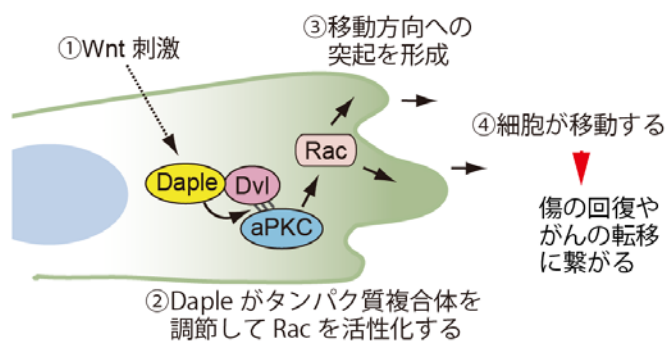 ①Wnt 刺激
③移動方向への
突起を形成
④細胞が移動する
Rac
Daple
Dvl
aPKC
傷の回復や
がんの転移
に繋がる
②Daple がタンパク質複合体を
調節して Rac を活性化する